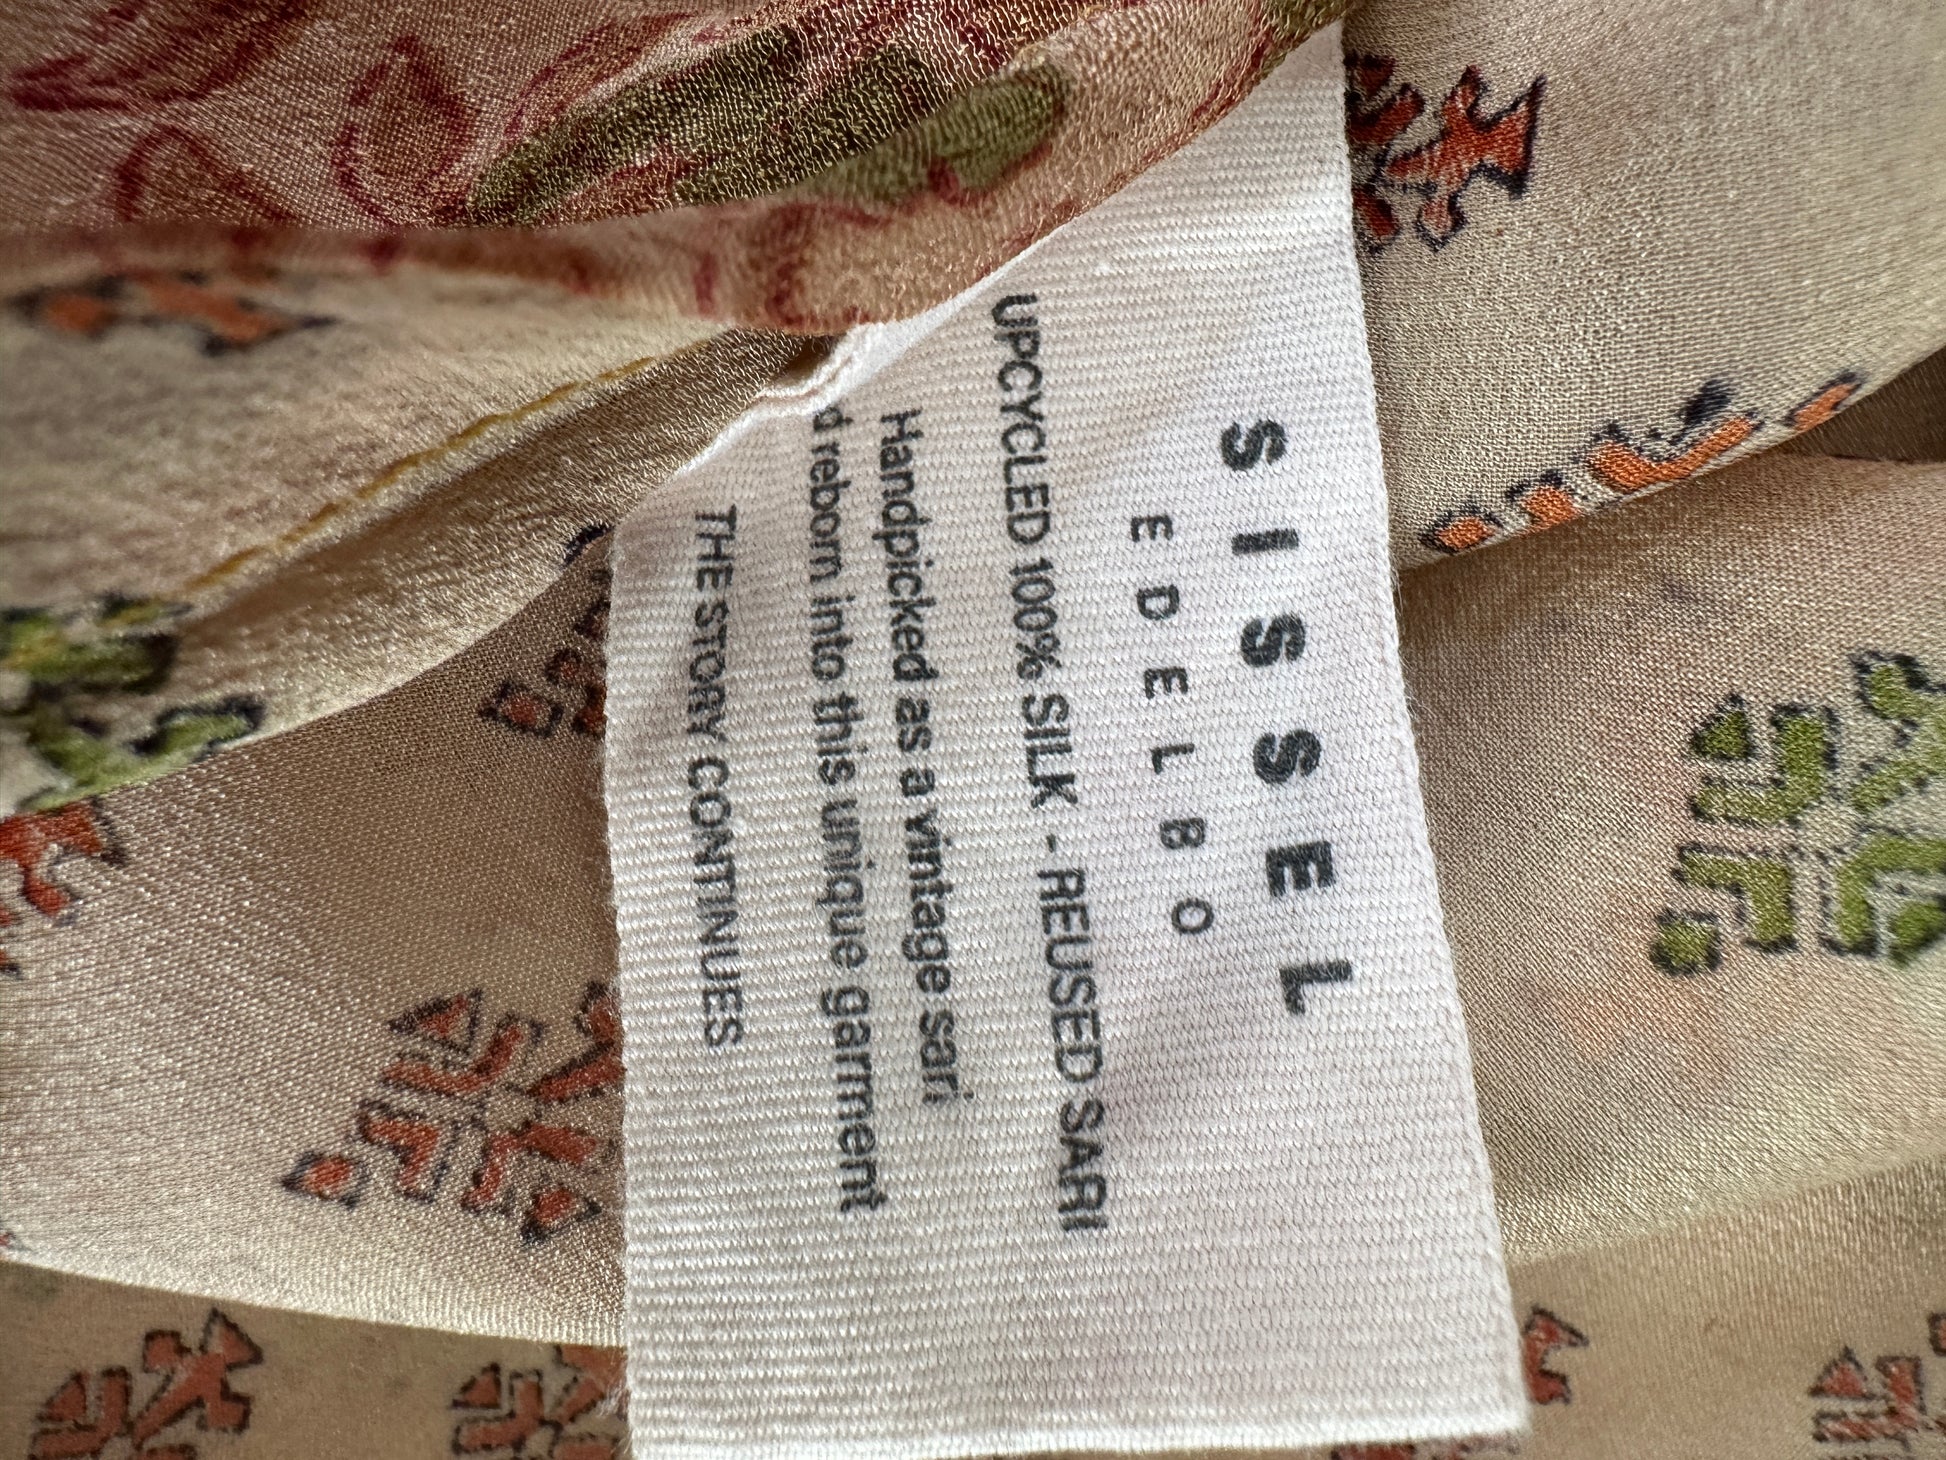 SISSEL
EDELBO
UPCYCLED 100% SILK - REUSED SARI
Handpicked as a vintage sari
d reborn into this unique garment
THE STORY CONTINUES